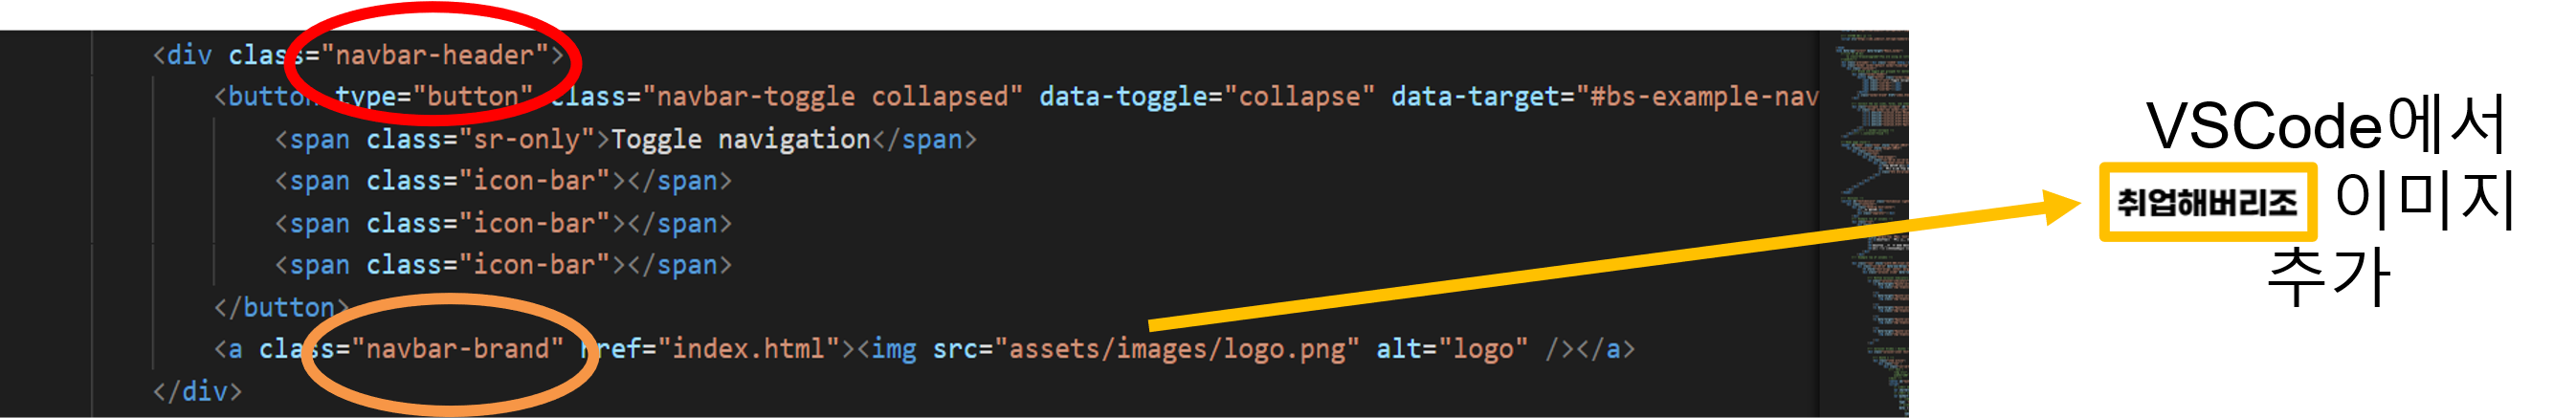 <div class="navbar-header">
<button type="button" class="navbar-toggle collapsed" data-toggle="collapse" data-target="#bs-example-nav
<span class="sr-only">Toggle navigation</span>
<span class="icon-bar"></span>
<span class="icon-bar"></span>
<span class="icon-bar"></span>
</button>
<a class="navbar-brand" href="index.html"><img src="assets/images/logo.png" alt="logo" /></a>
</div>
VSCode에서
취업해버리조 이미지
추가